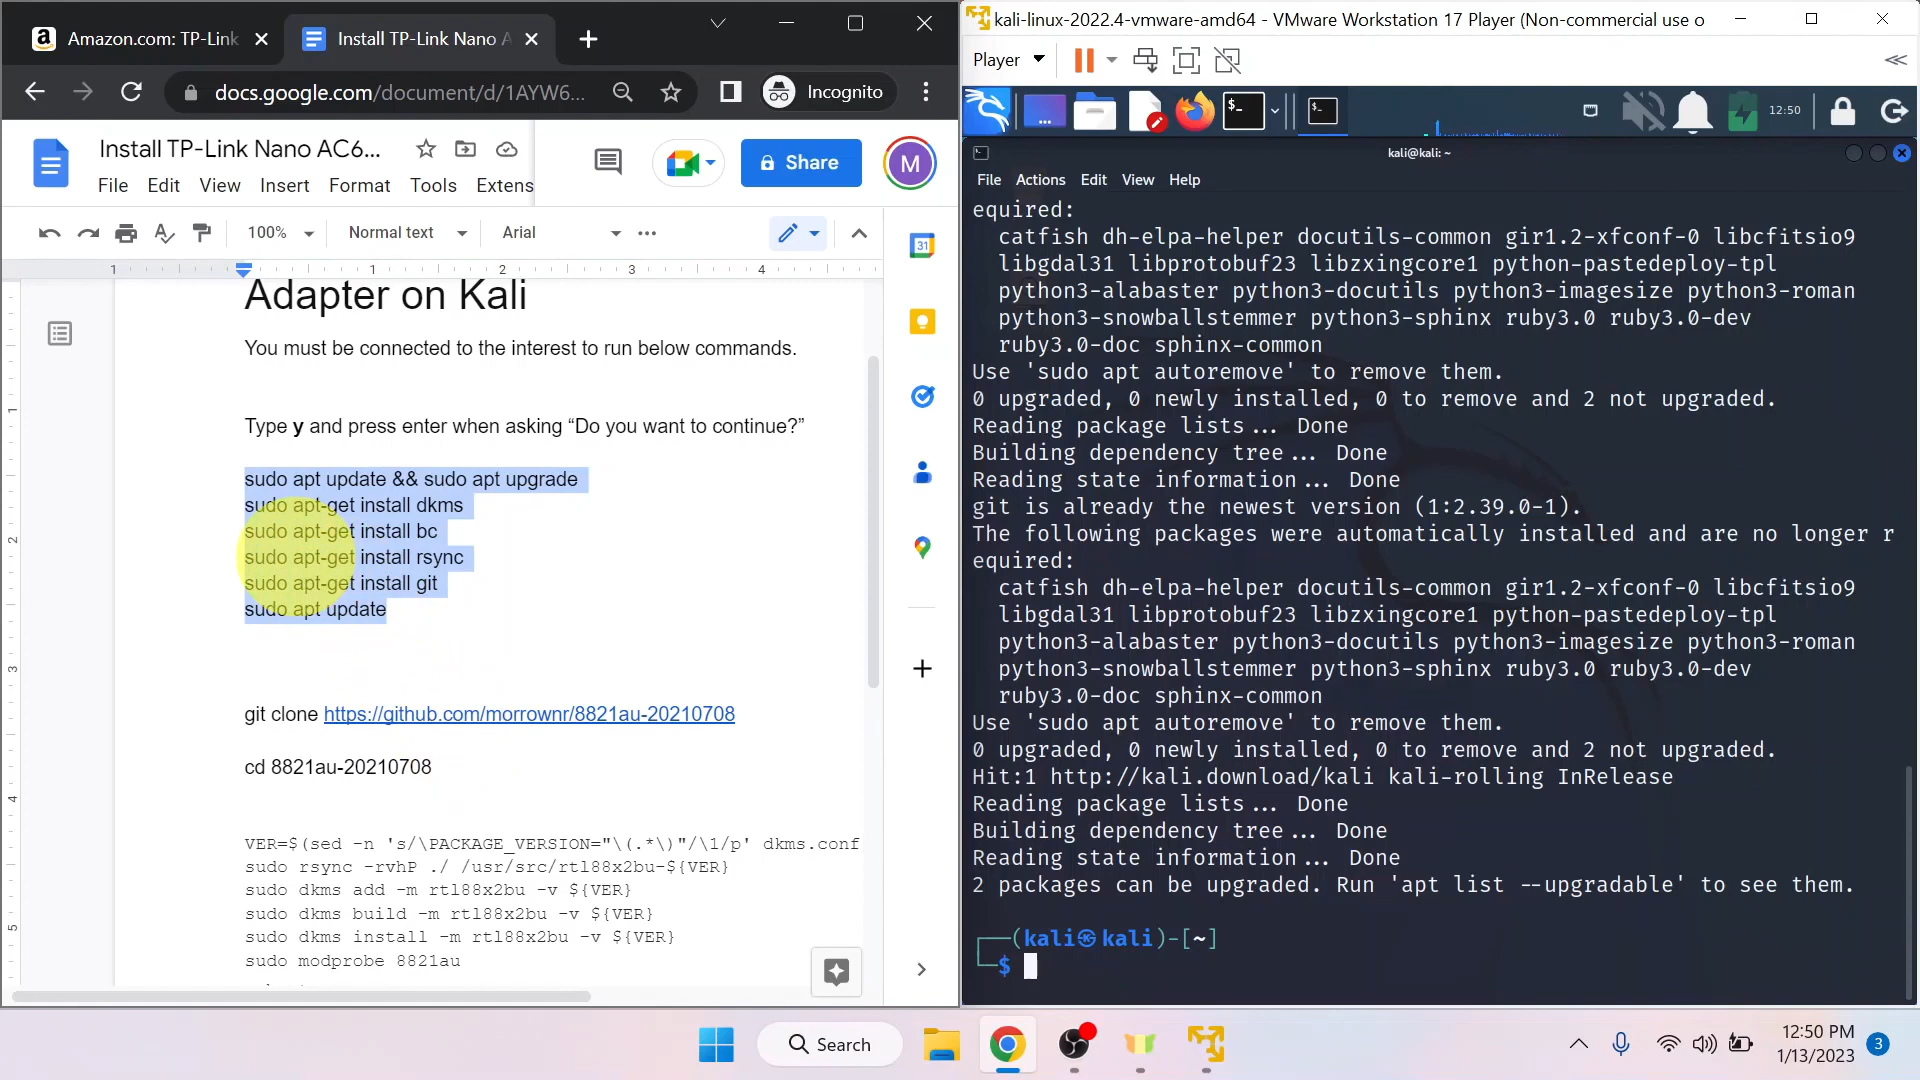 Amazon.com: TP-Link
Install TP-Link Nano A
docs.google.com/document/d/1AYW6...
Incognito
Install TP-Link Nano AC6...
Share
M
File Edit View Insert Format Tools Extens
100% Normal text Arial
31
1 1 2 3 4
Adapter on Kali
You must be connected to the interest to run below commands.
Type y and press enter when asking “Do you want to continue?”
sudo apt update && sudo apt upgrade
sudo apt-get install dkms
sudo apt-get install bc
sudo apt-get install rsync
sudo apt-get install git
sudo apt update
git clone https://github.com/morrownr/8821au-20210708
cd 8821au-20210708
VER=$(sed -n 's/\PACKAGE_VERSION="\(.*\)"/\1/p' dkms.conf
sudo rsync -rvhP ./ /usr/src/rtl88x2bu-${VER}
sudo dkms add -m rtl88x2bu -v ${VER}
sudo dkms build -m rtl88x2bu -v ${VER}
sudo dkms install -m rtl88x2bu -v ${VER}
sudo modprobe 8821au
1
2
3
4
5
kali-linux-2022.4-vmware-amd64 - VMware Workstation 17 Player (Non-commercial use o
Player
12:50
kali@kali: ~
File Actions Edit View Help
equired:
catfish dh-elpa-helper docutils-common gir1.2-xfconf-0 libcfitsio9
libgdal31 libprotobuf23 libzxingcore1 python-pastedeploy-tpl
python3-alabaster python3-docutils python3-imagesize python3-roman
python3-snowballstemmer python3-sphinx ruby3.0 ruby3.0-dev
ruby3.0-doc sphinx-common
Use 'sudo apt autoremove' to remove them.
0 upgraded, 0 newly installed, 0 to remove and 2 not upgraded.
Reading package lists... Done
Building dependency tree... Done
Reading state information... Done
git is already the newest version (1:2.39.0-1).
The following packages were automatically installed and are no longer r
equired:
catfish dh-elpa-helper docutils-common gir1.2-xfconf-0 libcfitsio9
libgdal31 libprotobuf23 libzxingcore1 python-pastedeploy-tpl
python3-alabaster python3-docutils python3-imagesize python3-roman
python3-snowballstemmer python3-sphinx ruby3.0 ruby3.0-dev
ruby3.0-doc sphinx-common
Use 'sudo apt autoremove' to remove them.
0 upgraded, 0 newly installed, 0 to remove and 2 not upgraded.
Hit:1 http://kali.download/kali kali-rolling InRelease
Reading package lists... Done
Building dependency tree... Done
Reading state information... Done
2 packages can be upgraded. Run 'apt list --upgradable' to see them.
┌──(kali㉿kali)-[~]
└─$
Search
12:50 PM
1/13/2023
3